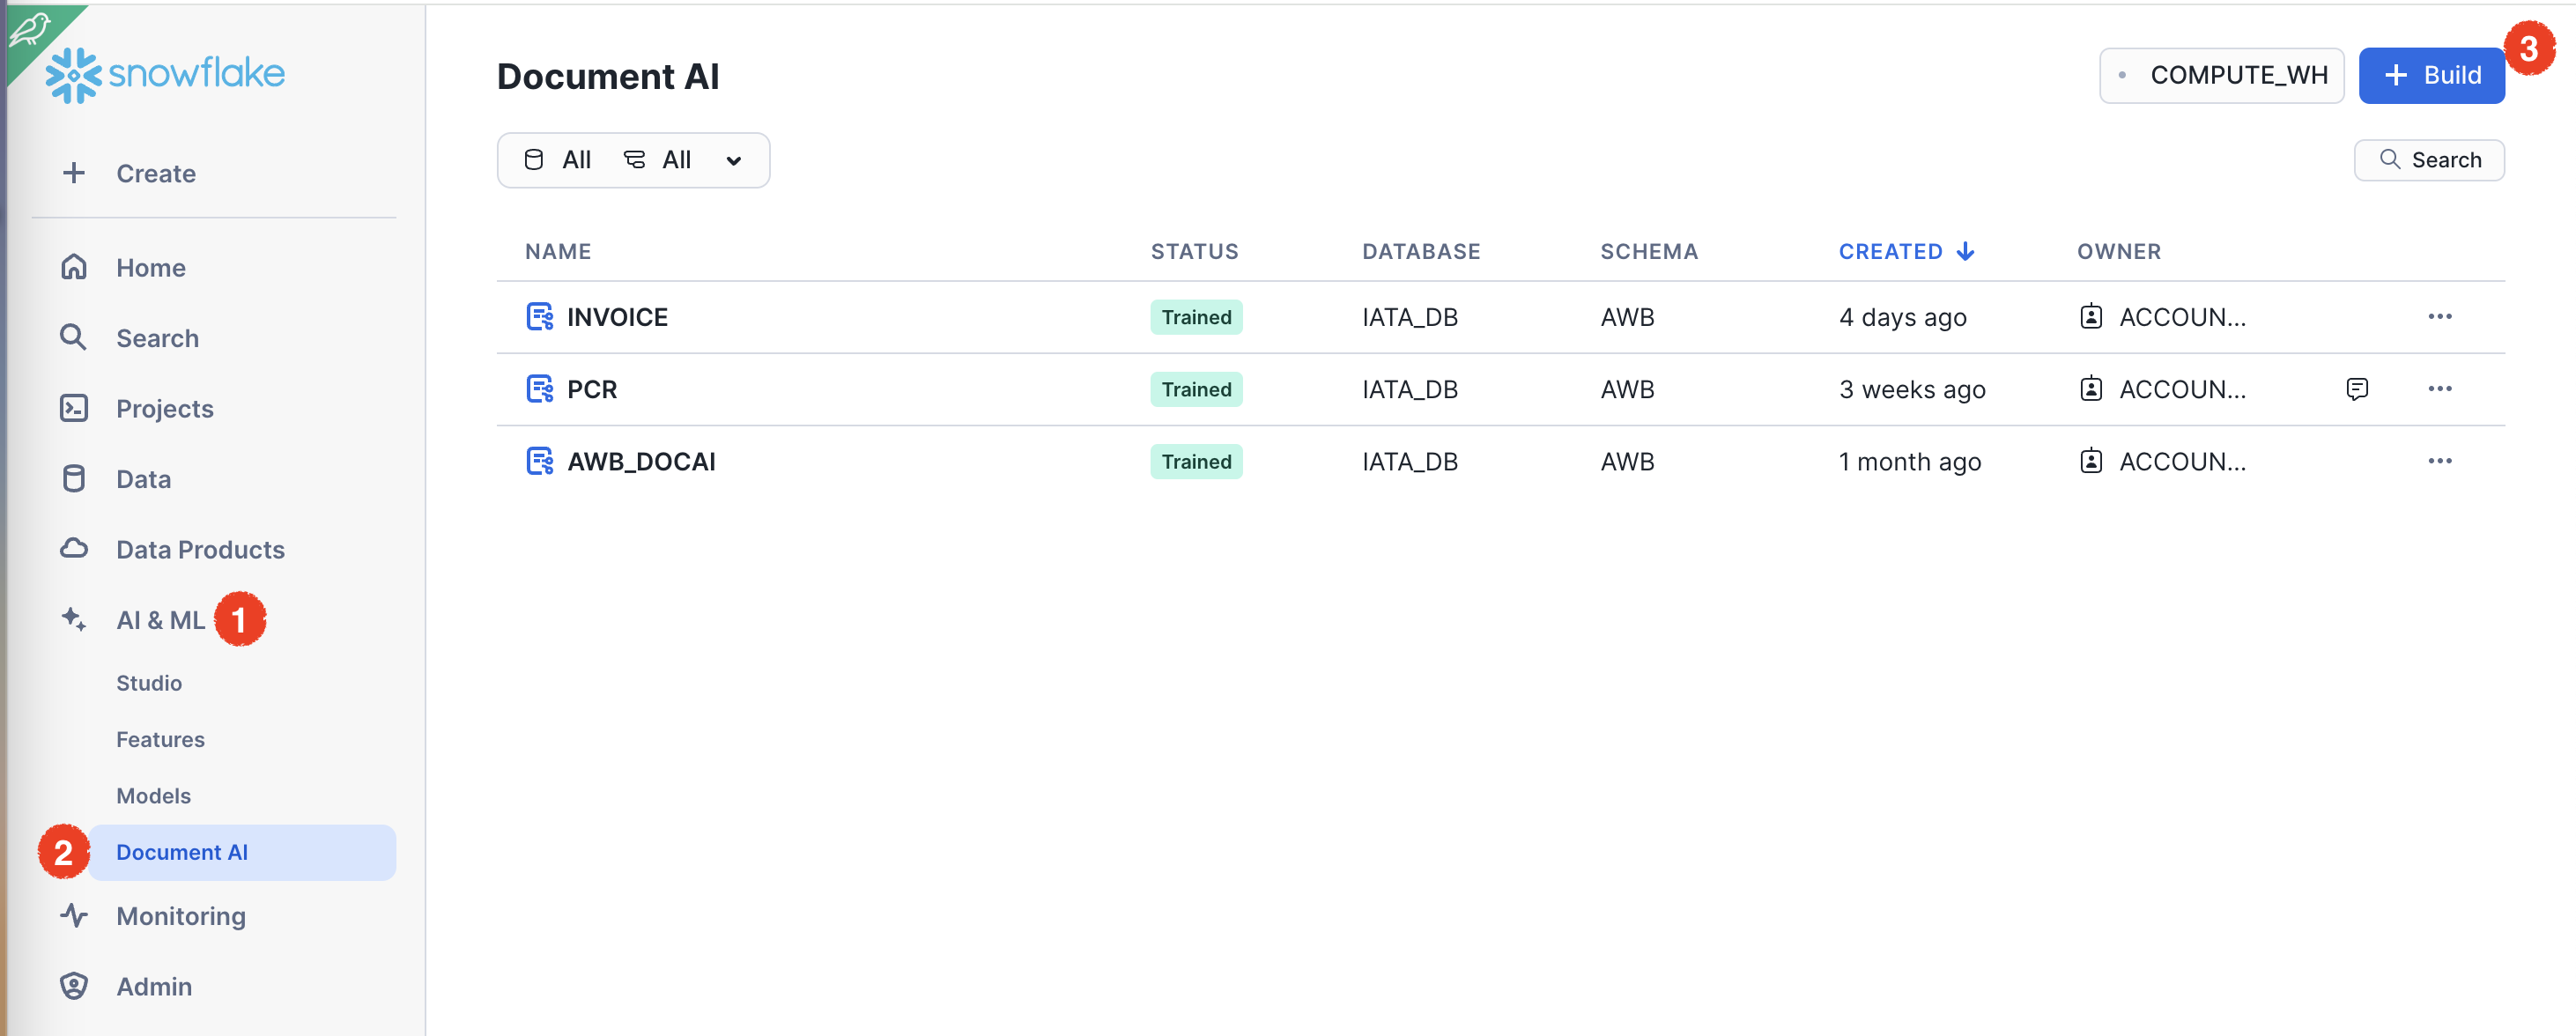 snowflake
Create
Home
Search
Projects
Data
Data Products
AI & ML 1
Studio
Features
Models
2 Document AI
Monitoring
Admin
Document AI
COMPUTE_WH
Build 3
All All
Search
NAME STATUS DATABASE SCHEMA CREATED OWNER
INVOICE Trained IATA_DB AWB 4 days ago ACCOUN...
PCR Trained IATA_DB AWB 3 weeks ago ACCOUN...
AWB_DOCAI Trained IATA_DB AWB 1 month ago ACCOUN...